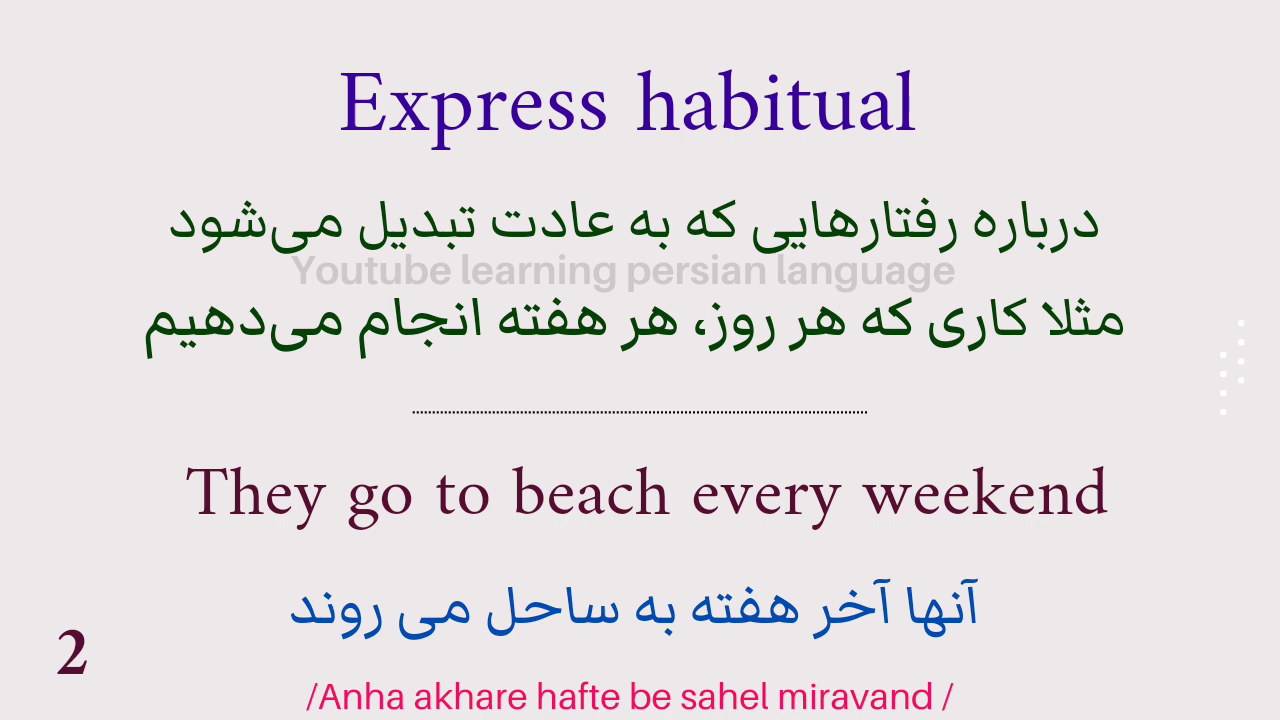 Express habitual
درباره رفتارهایی که به عادت تبدیل می‌شود
Youtube learning persian language
مثلا کاری که هر روز، هر هفته انجام می‌دهیم
They go to beach every weekend
آنها آخر هفته به ساحل می روند
2
/Anha akhare hafte be sahel miravand /